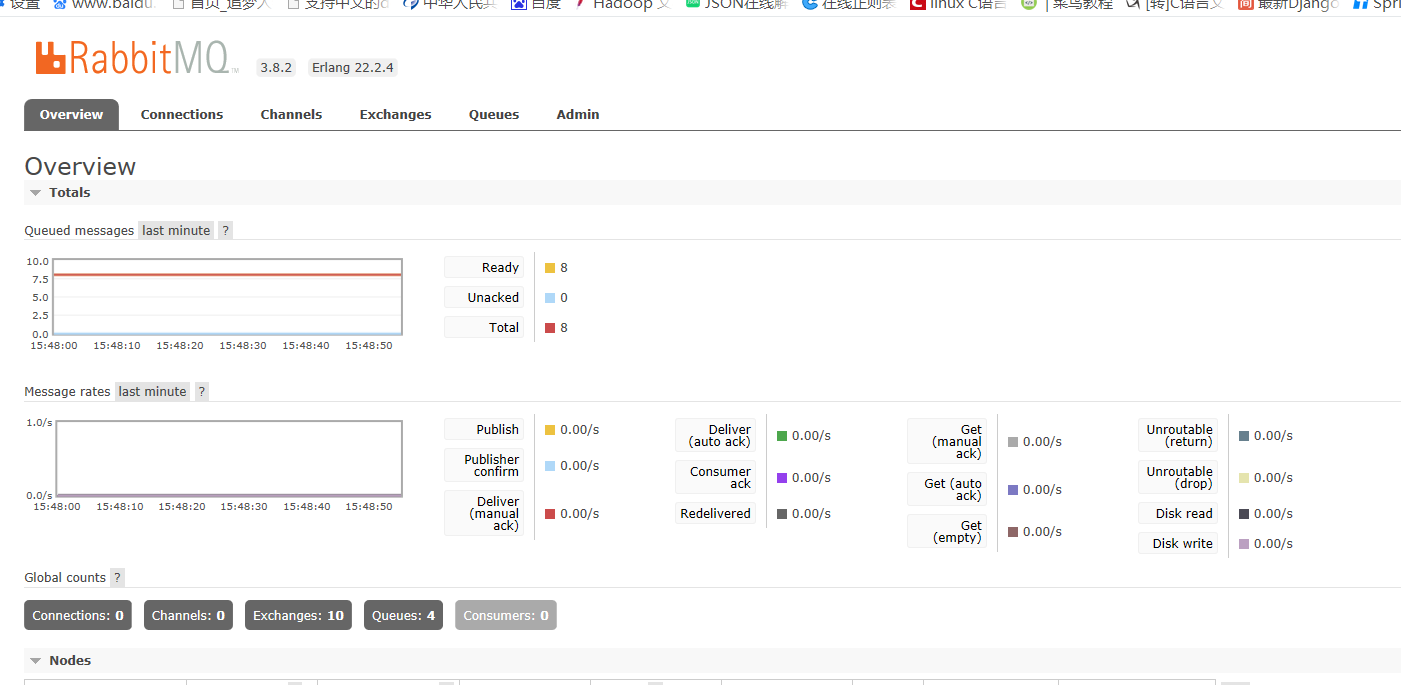 设置 www.baidu 首页_追梦人 支持中文的 中华人民共 百度 Hadoop 文 JSON在线解 在线正则表 linux C语言 菜鸟教程 [转]C语言文 最新Django Spri
RabbitMQ TM 3.8.2 Erlang 22.2.4
Overview Connections Channels Exchanges Queues Admin
Overview
Totals
Queued messages last minute ?
10.0
7.5
5.0
2.5
0.0
15:48:00 15:48:10 15:48:20 15:48:30 15:48:40 15:48:50
Ready 8
Unacked 0
Total 8
Message rates last minute ?
1.0/s
0.0/s
15:48:00 15:48:10 15:48:20 15:48:30 15:48:40 15:48:50
Publish 0.00/s
Publisher
confirm 0.00/s
Deliver
(manual
ack) 0.00/s
Deliver
(auto ack) 0.00/s
Consumer
ack 0.00/s
Redelivered 0.00/s
Get
(manual
ack) 0.00/s
Get (auto
ack) 0.00/s
Get
(empty) 0.00/s
Unroutable
(return) 0.00/s
Unroutable
(drop) 0.00/s
Disk read 0.00/s
Disk write 0.00/s
Global counts ?
Connections: 0 Channels: 0 Exchanges: 10 Queues: 4 Consumers: 0
Nodes